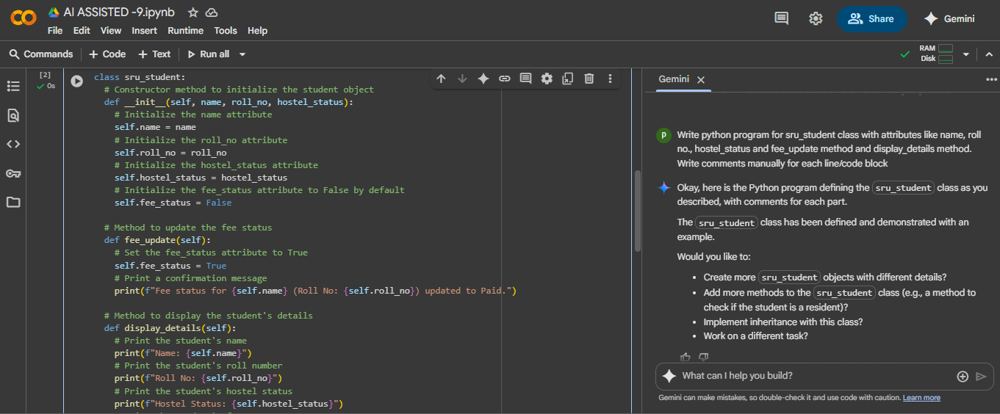 AI ASSISTED -9.ipynb
File Edit View Insert Runtime Tools Help
Share
Gemini
Commands + Code + Text Run all
RAM
Disk
[2]
0s
class sru_student:
# Constructor method to initialize the student object
def __init__(self, name, roll_no, hostel_status):
# Initialize the name attribute
self.name = name
# Initialize the roll_no attribute
self.roll_no = roll_no
# Initialize the hostel_status attribute
self.hostel_status = hostel_status
# Initialize the fee_status attribute to False by default
self.fee_status = False
# Method to update the fee status
def fee_update(self):
# Set the fee_status attribute to True
self.fee_status = True
# Print a confirmation message
print(f"Fee status for {self.name} (Roll No: {self.roll_no}) updated to Paid.")
# Method to display the student's details
def display_details(self):
# Print the student's name
print(f"Name: {self.name}")
# Print the student's roll number
print(f"Roll No: {self.roll_no}")
# Print the student's hostel status
print(f"Hostel Status: {self.hostel_status}")
Gemini
P
Write python program for sru_student class with attributes like name, roll
no., hostel_status and fee_update method and display_details method.
Write comments manually for each line/code block
Okay, here is the Python program defining the sru_student class as you
described, with comments for each part.
The sru_student class has been defined and demonstrated with an
example.
Would you like to:
• Create more sru_student objects with different details?
• Add more methods to the sru_student class (e.g., a method to
check if the student is a resident)?
• Implement inheritance with this class?
• Work on a different task?
What can I help you build?
Gemini can make mistakes, so double-check it and use code with caution. Learn more